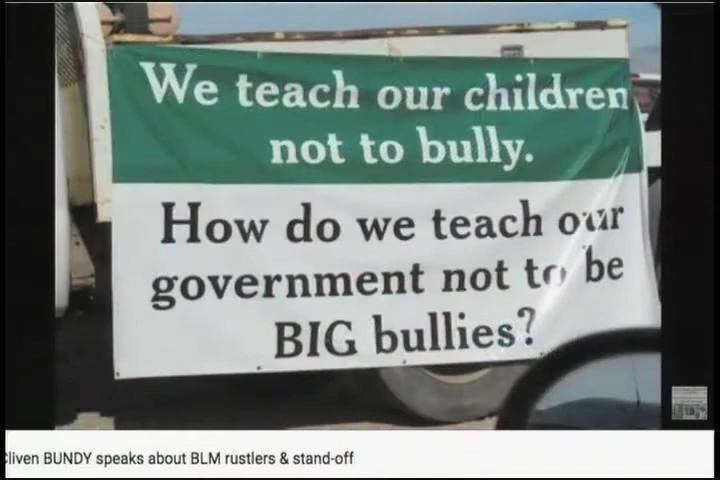 We teach our children
not to bully.
How do we teach our
government not to be
BIG bullies?
Cliven BUNDY speaks about BLM rustlers & stand-off